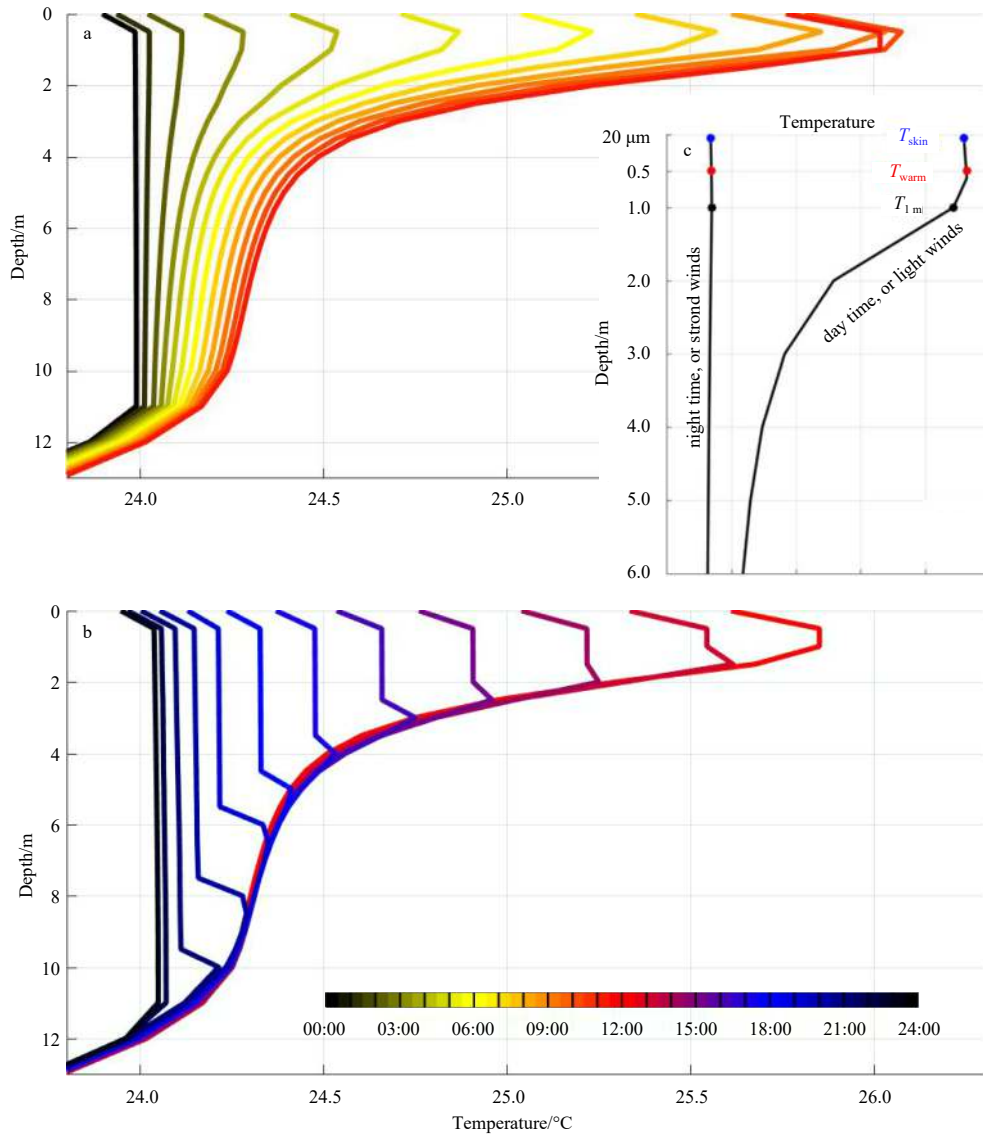 0
a
2
4
6
8
10
12
Depth/m
24.0
24.5
25.0
Temperature
c
20 μm
0.5
1.0
2.0
3.0
4.0
5.0
6.0
Depth/m
T skin
T warm
T 1 m
night time, or strond winds
day time, or light winds
0
b
2
4
6
8
10
12
Depth/m
00:00 03:00 06:00 09:00 12:00 15:00 18:00 21:00 24:00
24.0 24.5 25.0 25.5 26.0
Temperature/°C